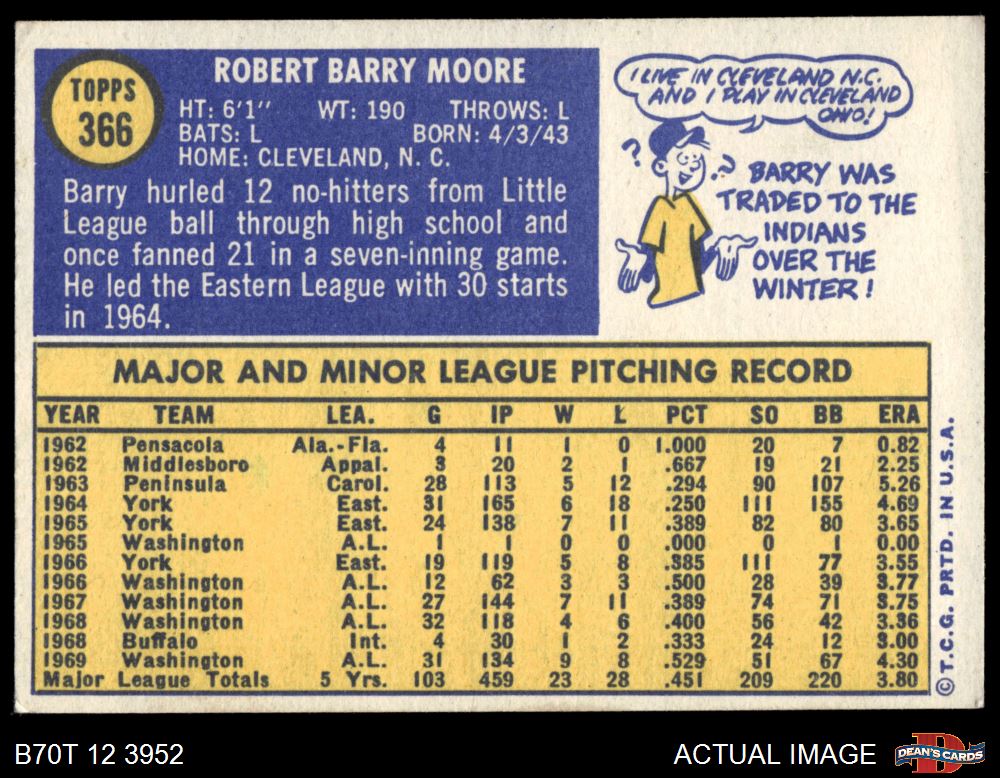 TOPPS
366
ROBERT BARRY MOORE
HT: 6'1" WT: 190 THROWS: L
BATS: L BORN: 4/3/43
HOME: CLEVELAND, N. C.
Barry hurled 12 no-hitters from Little
League ball through high school and
once fanned 21 in a seven-inning game.
He led the Eastern League with 30 starts
in 1964.
I LIVE IN CLEVELAND N.C.
AND I PLAY IN CLEVELAND
OHIO!
? ??
BARRY WAS
TRADED TO THE
INDIANS
OVER THE
WINTER!
MAJOR AND MINOR LEAGUE PITCHING RECORD
YEAR TEAM LEA. G IP W L PCT SO BB ERA
1962 Pensacola Ala.-Fla. 4 11 1 0 1.000 20 7 0.82
1962 Middlesboro Appal. 3 20 2 1 .667 19 21 2.25
1963 Peninsula Carol. 28 113 5 12 .294 90 107 5.26
1964 York East. 31 165 6 18 .250 111 155 4.69
1965 York East. 24 138 7 11 .389 82 80 3.65
1965 Washington A.L. 1 1 0 0 .000 0 1 0.00
1966 York East. 19 119 5 8 .385 111 77 3.55
1966 Washington A.L. 12 62 3 3 .500 28 39 3.77
1967 Washington A.L. 27 144 7 11 .389 74 71 3.75
1968 Washington A.L. 32 118 4 6 .400 56 42 3.36
1968 Buffalo Int. 4 30 1 2 .333 24 12 3.00
1969 Washington A.L. 31 134 9 8 .529 51 67 4.30
Major League Totals 5 Yrs. 103 459 23 28 .451 209 220 3.80
© T.C.G. PRTD. IN U.S.A.
B70T 12 3952
ACTUAL IMAGE
DEAN'S CARDS